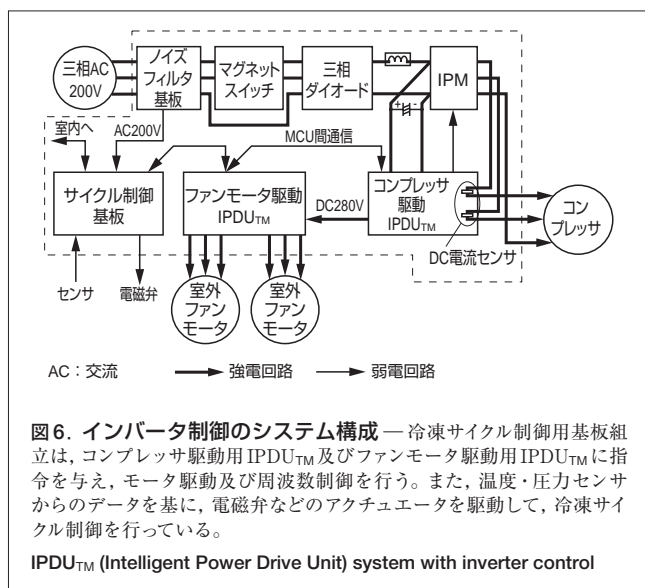 三相AC
200V
ノイズ
フィルタ
基板
マグネット
スイッチ
三相
ダイオード
IPM
+
-
室内へ
AC200V
MCU間通信
サイクル制御
基板
ファンモータ駆動
IPDUTM
DC280V
コンプレッサ
駆動
IPDUTM
コン
プレッサ
DC電流センサ
センサ
電磁弁
室外
ファン
モータ
室外
ファン
モータ
AC:交流
強電回路
弱電回路
図6. インバータ制御のシステム構成 — 冷凍サイクル制御用基板組
立は,コンプレッサ駆動用IPDUTM及びファンモータ駆動用IPDUTMに指
令を与え,モータ駆動及び周波数制御を行う。また,温度・圧力センサ
からのデータを基に,電磁弁などのアクチュエータを駆動して,冷凍サイ
クル制御を行っている。
IPDUTM (Intelligent Power Drive Unit) system with inverter control